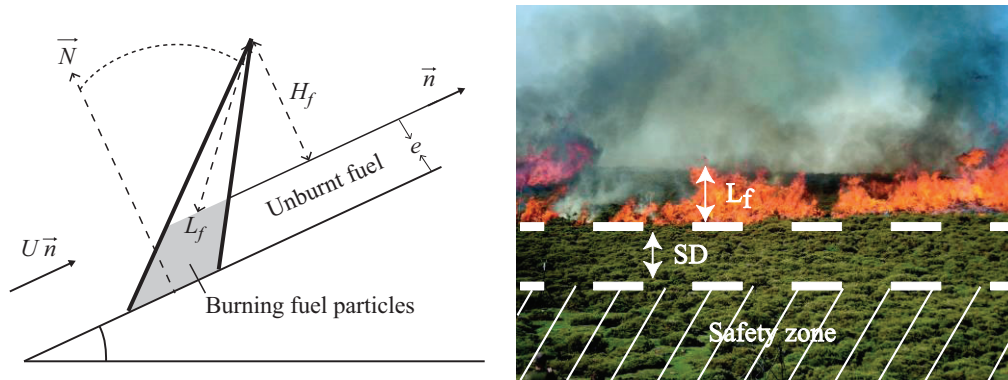 N
n
H_f
e
Unburnt fuel
L_f
U n
Burning fuel particles
L_f
SD
Safety zone